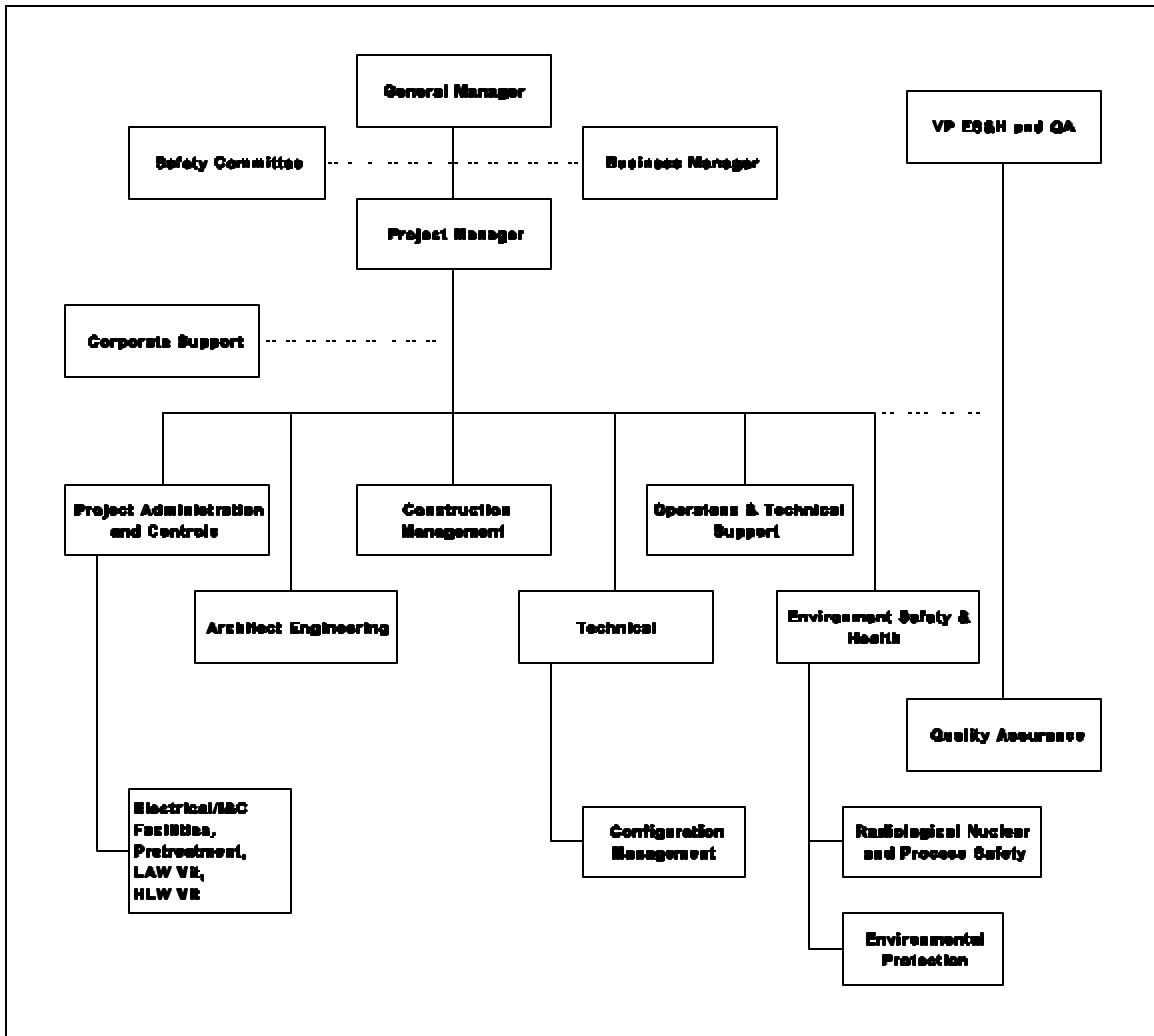 General Manager
VP ES&H and QA
Safety Committee
Business Manager
Project Manager
Corporate Support
Project Administration
and Controls
Construction
Management
Operations & Technical
Support
Architect Engineering
Technical
Environment Safety &
Health
Quality Assurance
Electrical/I&C
Facilities,
Pretreatment,
LAW Vit,
HLW Vit
Configuration
Management
Radiological Nuclear
and Process Safety
Environmental
Protection